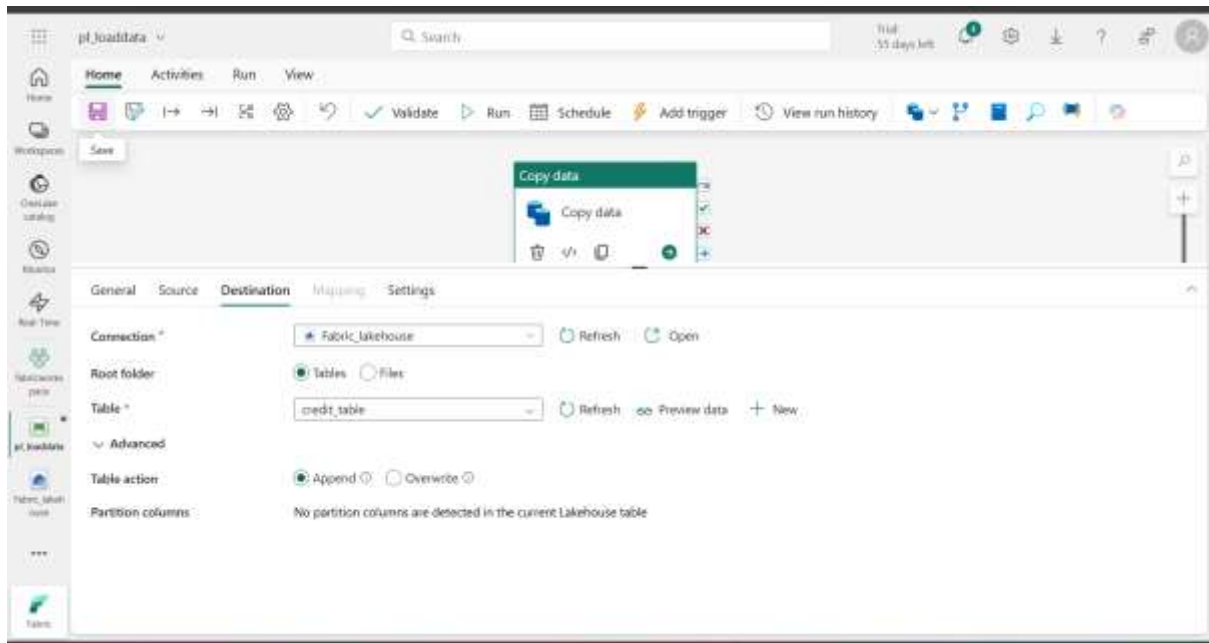 pl_loaddata
Search
Trial
55 days left
Home Activities Run View
Validate Run Schedule Add trigger View run history
Save
Home
Workspaces
OneLake
catalog
Monitor
Real-Time
pl_loaddata
Fabric
Copy data
Copy data
General Source Destination Mapping Settings
Connection * Fabric_lakehouse Refresh Open
Root folder Tables Files
Table * credit_table Refresh Preview data New
Advanced
Table action Append Overwrite
Partition columns No partition columns are detected in the current Lakehouse table